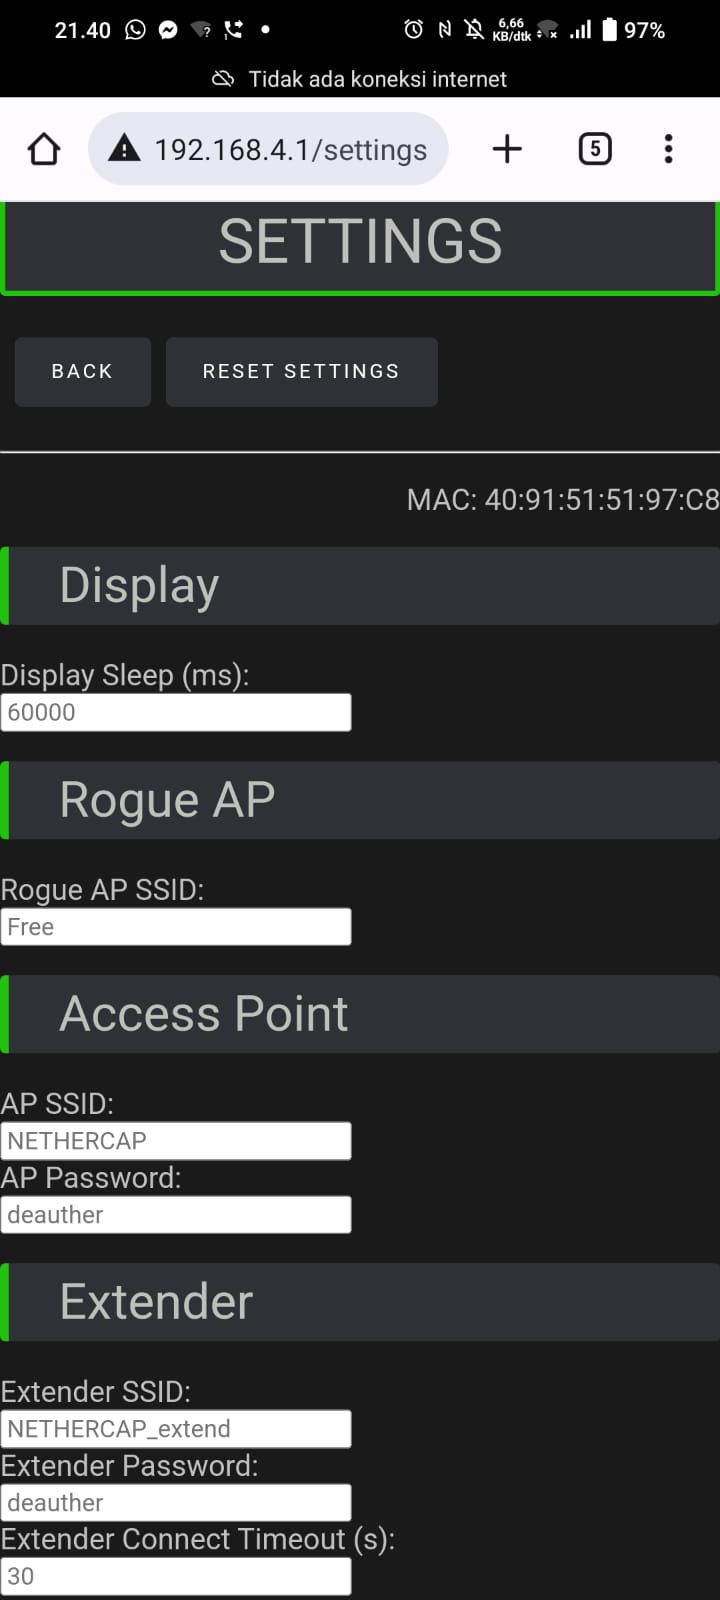 21.40 ? 6,66 KB/dtk 97%
Tidak ada koneksi internet
192.168.4.1/settings 5
SETTINGS
BACK RESET SETTINGS
MAC: 40:91:51:51:97:C8
Display
Display Sleep (ms):
60000
Rogue AP
Rogue AP SSID:
Free
Access Point
AP SSID:
NETHERCAP
AP Password:
deauther
Extender
Extender SSID:
NETHERCAP_extend
Extender Password:
deauther
Extender Connect Timeout (s):
30